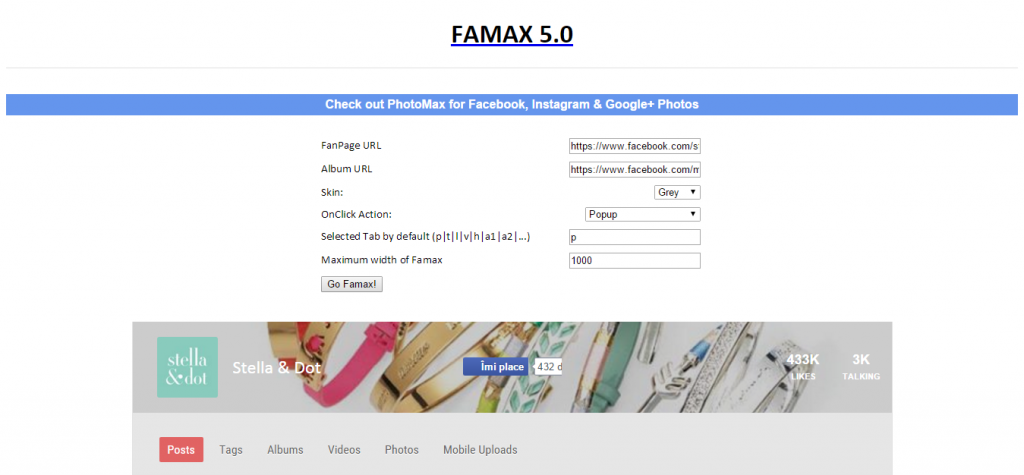 FAMAX 5.0
Check out PhotoMax for Facebook, Instagram & Google+ Photos
FanPage URL https://www.facebook.com/s
Album URL https://www.facebook.com/m
Skin: Grey
OnClick Action: Popup
Selected Tab by default (p|t|l|v|h|a1|a2|...) p
Maximum width of Famax 1000
Go Famax!
stella
& dot
Stella & Dot
Îmi place 432 d
433K 3K
LIKES TALKING
Posts Tags Albums Videos Photos Mobile Uploads